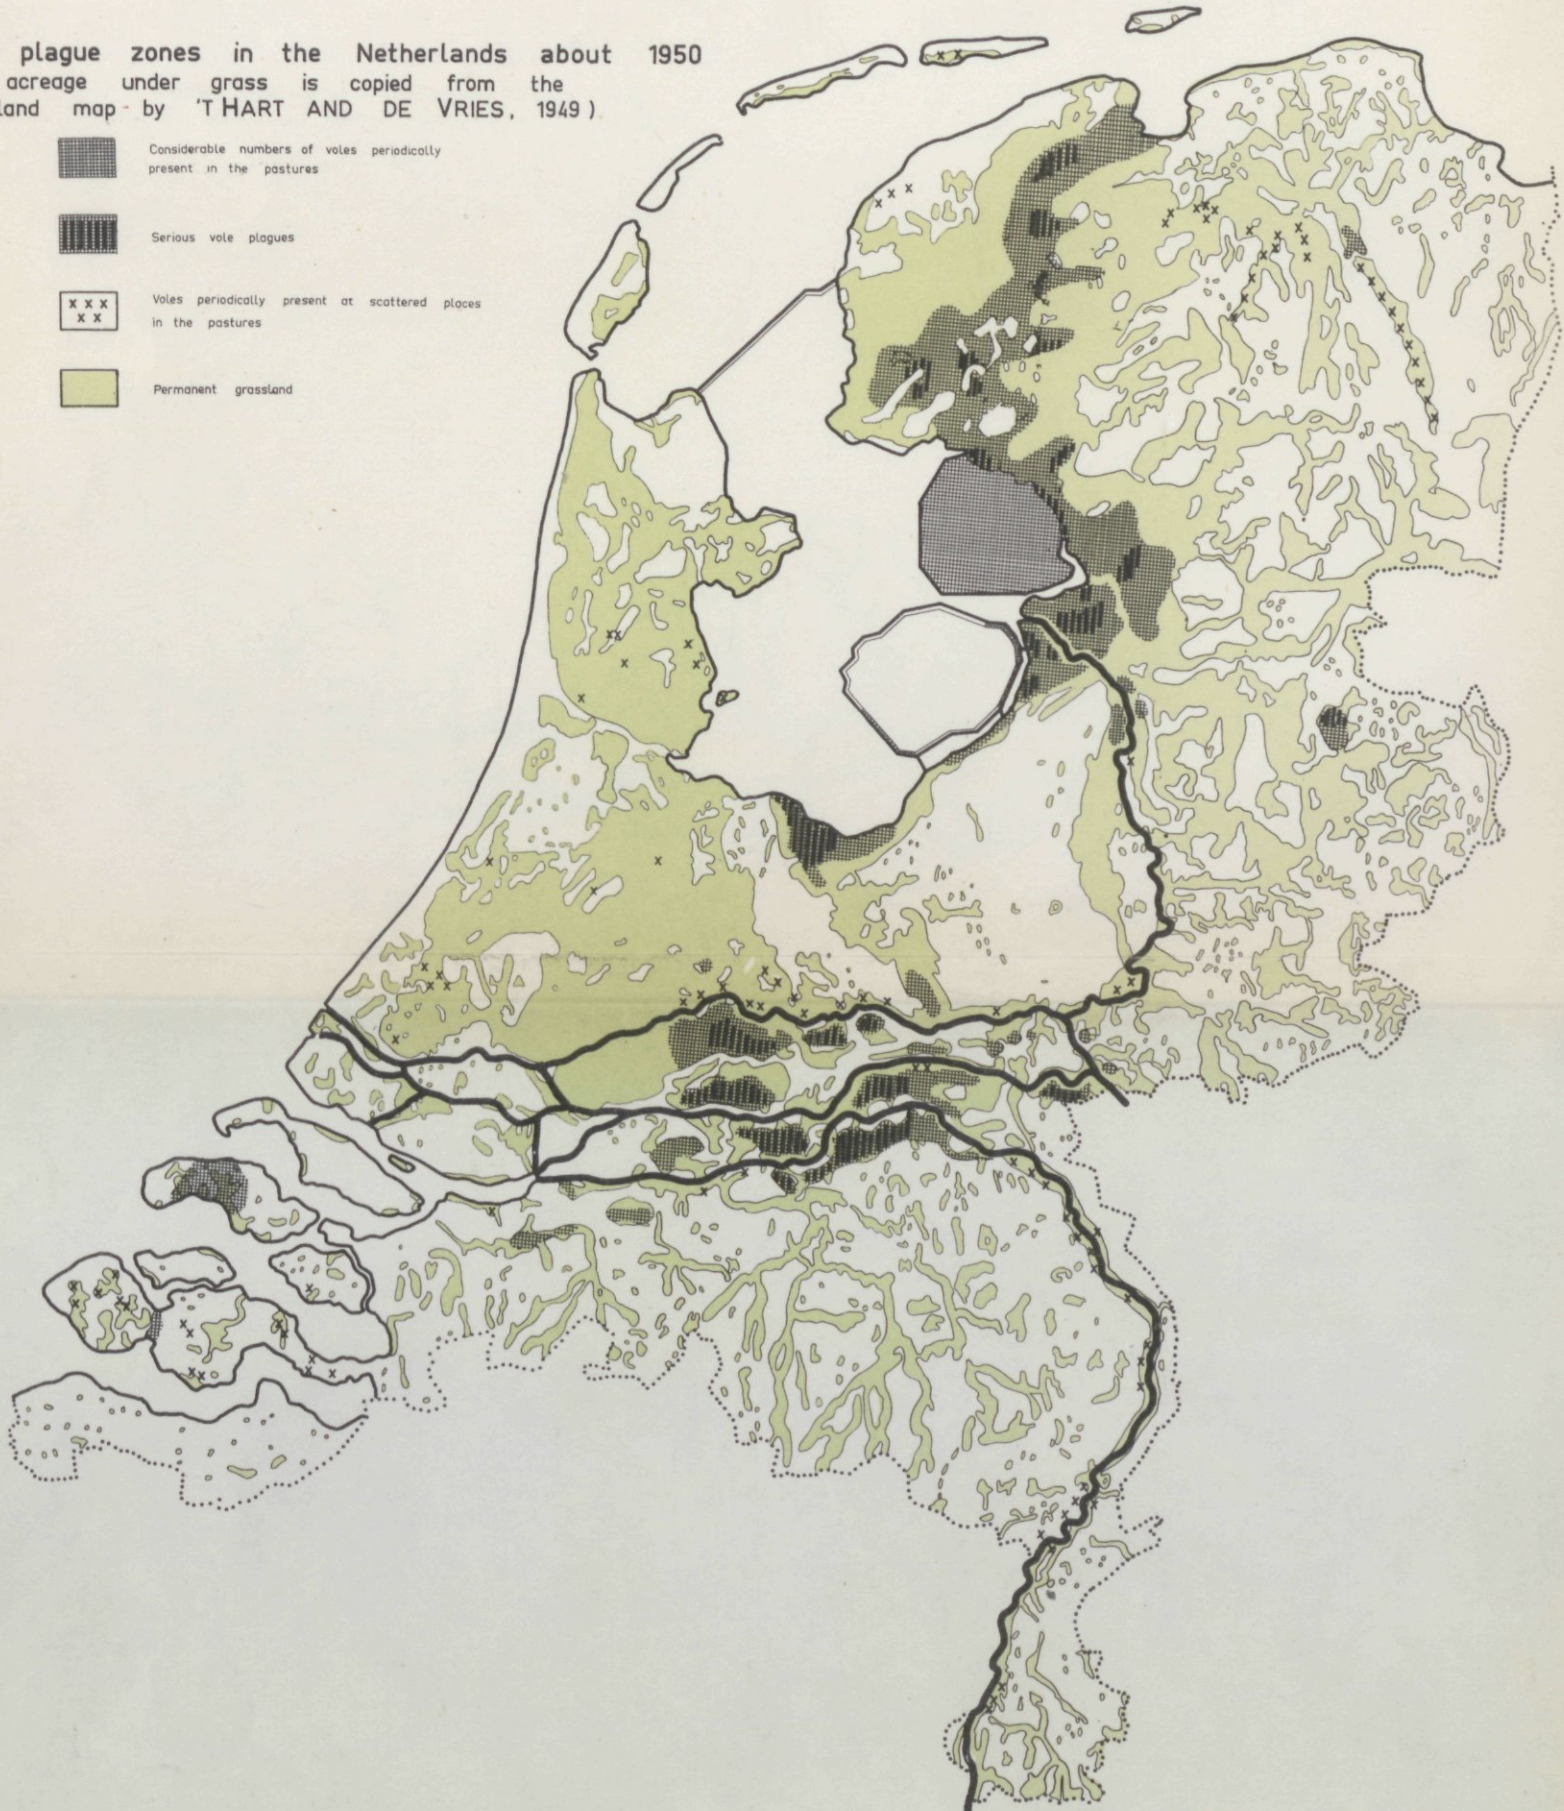 plague zones in the Netherlands about 1950
acreage under grass is copied from the
land map by 'T HART AND DE VRIES, 1949)
Considerable numbers of voles periodically
present in the pastures
Serious vole plagues
x x x
x x
Voles periodically present at scattered places
in the pastures
Permanent grassland